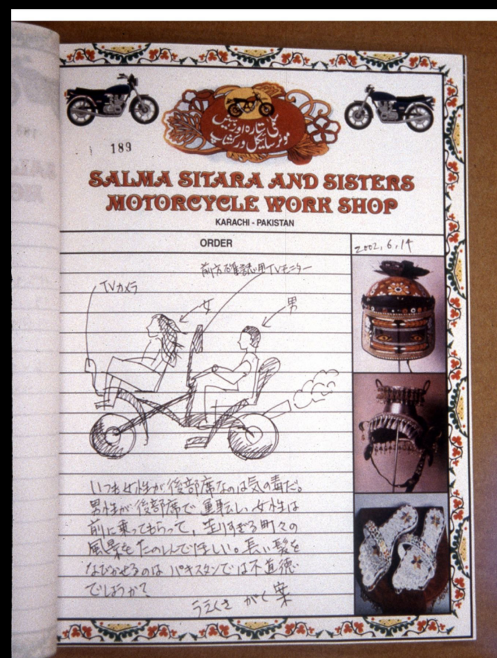 189
SALMA SITARA AND SISTERS
MOTORCYCLE WORK SHOP
KARACHI - PAKISTAN
ORDER
2002.6.14
前方確認用TVモニター
TVカメラ
女
男
いつも女性が後部席なのは気の毒だ。
男性が後部席で運転し、女性は
前に乗ってもらって、走りすぎる町々の
風景をたのしんでほしい。長い髪を
なびかせるのは パキスタンでは不道徳
でしょうか?
がく 案